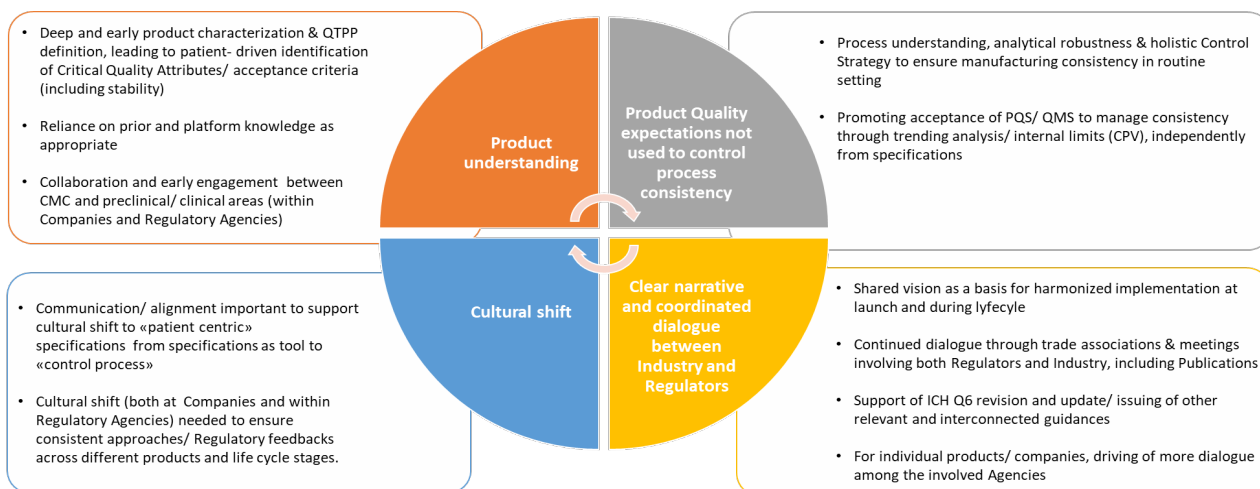 • Deep and early product characterization & QTPP
definition, leading to patient- driven identification
of Critical Quality Attributes/ acceptance criteria
(including stability)
• Reliance on prior and platform knowledge as
appropriate
• Collaboration and early engagement  between
CMC and preclinical/ clinical areas (within
Companies and Regulatory Agencies)
Product
understanding
Product Quality
expectations not
used to control
process
consistency
• Process understanding, analytical robustness & holistic Control
Strategy to ensure manufacturing consistency in routine
setting
• Promoting acceptance of PQS/ QMS to manage consistency
through trending analysis/ internal limits (CPV), independently
from specifications
• Communication/ alignment important to support
cultural shift to «patient centric»
specifications  from specifications as tool to
«control process»
• Cultural shift (both at  Companies and within
Regulatory Agencies) needed to ensure
consistent approaches/ Regulatory feedbacks
across different products and life cycle stages.
Cultural shift
Clear narrative
and coordinated
dialogue
between
Industry and
Regulators
• Shared vision as a basis for harmonized implementation at
launch and during lyfecyle
• Continued dialogue through trade associations & meetings
involving both Regulators and Industry, including Publications
• Support of ICH Q6 revision and update/ issuing of other
relevant and interconnected guidances
• For individual products/ companies, driving of more dialogue
among the involved Agencies